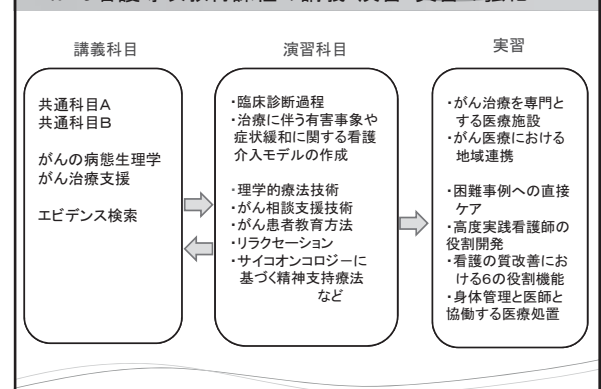 講義科目
共通科目A
共通科目B
がんの病態生理学
がん治療支援
エビデンス検索
演習科目
・臨床診断過程
・治療に伴う有害事象や
症状緩和に関する看護
介入モデルの作成
・理学的療法技術
・がん相談支援技術
・がん患者教育方法
・リラクセーション
・サイコオンコロジーに
基づく精神支持療法
など
実習
・がん治療を専門と
する医療施設
・がん医療における
地域連携
・困難事例への直接
ケア
・高度実践看護師の
役割開発
・看護の質改善にお
ける6の役割機能
・身体管理と医師と
協働する医療処置